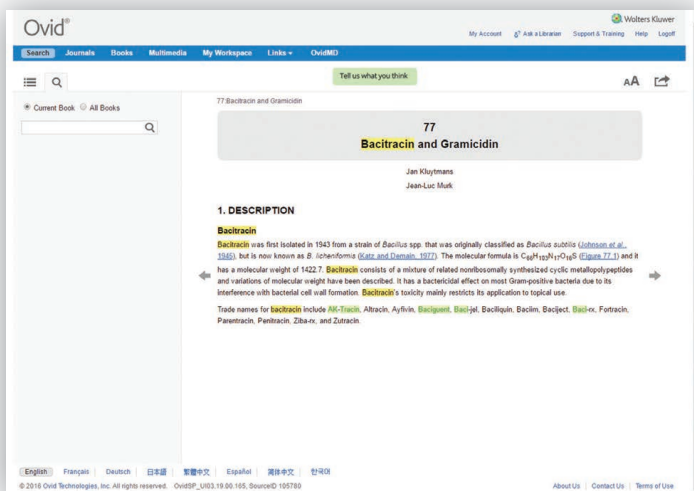 Ovid®
Wolters Kluwer
My Account Ask a Librarian Support & Training Help Logoff
Search Journals Books Multimedia My Workspace Links OvidMD
Tell us what you think
AA
Current Book All Books
77:Bacitracin and Gramicidin
77
Bacitracin and Gramicidin
Jan Kluytmans
Jean-Luc Murk
1. DESCRIPTION
Bacitracin
Bacitracin was first isolated in 1943 from a strain of Bacillus spp. that was originally classified as Bacillus subtilis (Johnson et al.,
1945), but is now known as B. licheniformis (Katz and Demain, 1977). The molecular formula is C66H103N17O16S (Figure 77.1) and it
has a molecular weight of 1422.7. Bacitracin consists of a mixture of related nonribosomally synthesized cyclic metallopolypeptides
and variations of molecular weight have been described. It has a bactericidal effect on most Gram-positive bacteria due to its
interference with bacterial cell wall formation. Bacitracin's toxicity mainly restricts its application to topical use.
Trade names for bacitracin include AK-Tracin, Altracin, Ayfivin, Baciguent, Baci-jel, Baciliquin, Baciim, Baciject, Baci-rx, Fortracin,
Parentracin, Penitracin, Ziba-rx, and Zutracin.
English Français Deutsch 日本語 繁體中文 Español 简体中文 한국어
© 2016 Ovid Technologies, Inc. All rights reserved. OvidSP_UI03.19.00.165, SourceID 105780
About Us Contact Us Terms of Use